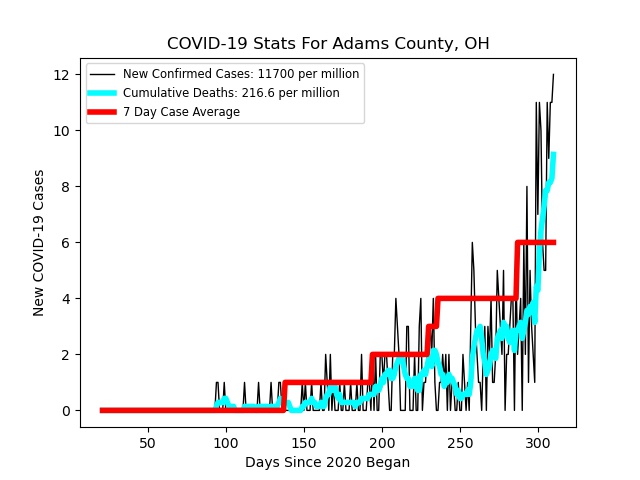 COVID-19 Stats For Adams County, OH
New Confirmed Cases: 11700 per million
Cumulative Deaths: 216.6 per million
7 Day Case Average
12
10
8
6
4
2
0
New COVID-19 Cases
50 100 150 200 250 300
Days Since 2020 Began